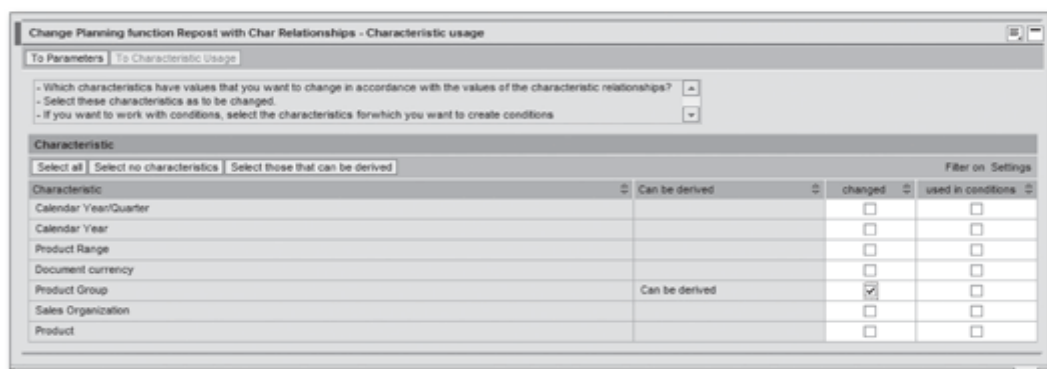 Change Planning function Repost with Char Relationships - Characteristic usage
To Parameters To Characteristic Usage
- Which characteristics have values that you want to change in accordance with the values of the characteristic relationships?
- Select these characteristics as to be changed.
- If you want to work with conditions, select the characteristics forwhich you want to create conditions
Characteristic
Select all Select no characteristics Select those that can be derived Filter on Settings
Characteristic Can be derived changed used in conditions
Calendar Year/Quarter
Calendar Year
Product Range
Document currency
Product Group Can be derived
Sales Organization
Product